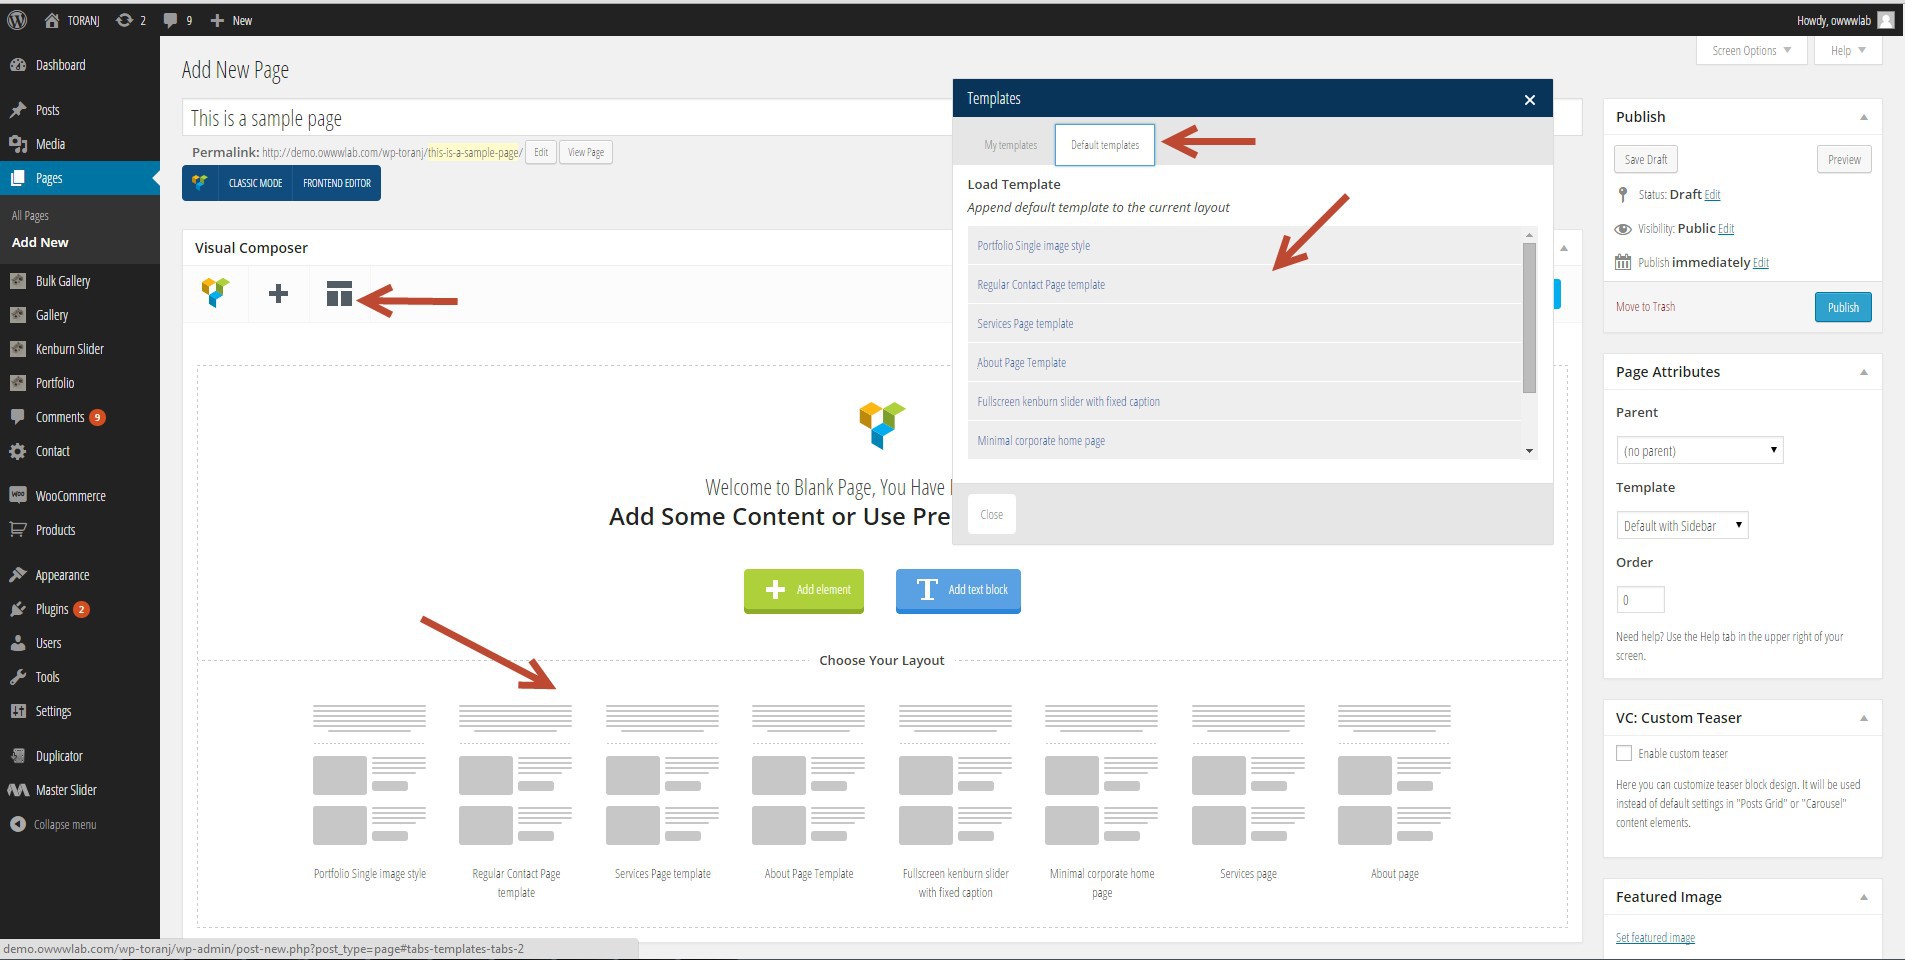 TORANJ 2 9 New
Howdy, owwwlab
Dashboard
Posts
Media
Pages
All Pages
Add New
Bulk Gallery
Gallery
Kenburn Slider
Portfolio
Comments 9
Contact
WOO WooCommerce
Products
Appearance
Plugins 2
Users
Tools
Settings
Duplicator
Master Slider
Collapse menu
Screen Options
Help
Add New Page
This is a sample page
Permalink: http://demo.owwwlab.com/wp-toranj/this-is-a-sample-page/ Edit View Page
CLASSIC MODE FRONTEND EDITOR
Visual Composer
Welcome to Blank Page, You Have
Add Some Content or Use Pre
Add element
T Add text block
Choose Your Layout
Portfolio Single image style
Regular Contact Page
template
Services Page template
About Page Template
Fullscreen kenburn slider
with fixed caption
Minimal corporate home
page
Services page
About page
Templates
My templates
Default templates
Load Template
Append default template to the current layout
Portfolio Single image style
Regular Contact Page template
Services Page template
About Page Template
Fullscreen kenburn slider with fixed caption
Minimal corporate home page
Close
Publish
Save Draft
Preview
Status: Draft Edit
Visibility: Public Edit
Publish immediately Edit
Move to Trash
Publish
Page Attributes
Parent
(no parent)
Template
Default with Sidebar
Order
0
Need help? Use the Help tab in the upper right of your
screen.
VC: Custom Teaser
Enable custom teaser
Here you can customize teaser block design. It will be used
instead of default settings in "Posts Grid" or "Carousel"
content elements.
Featured Image
Set featured image
demo.owwwlab.com/wp-toranj/wp-admin/post-new.php?post_type=page#tabs-templates-tabs-2